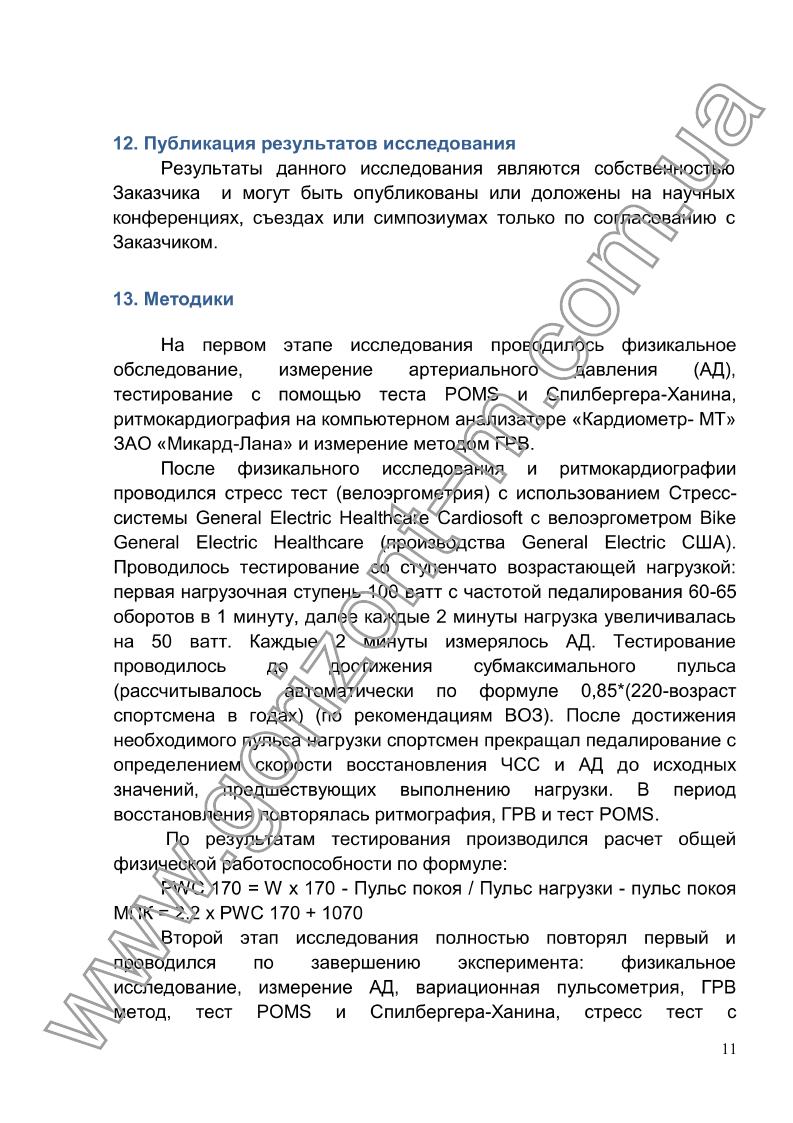 12. Публикация результатов исследования
Результаты данного исследования являются собственностью
Заказчика и могут быть опубликованы или доложены на научных
конференциях, съездах или симпозиумах только по согласованию с
Заказчиком.
13. Методики
На первом этапе исследования проводилось физикальное
обследование, измерение артериального давления (АД),
тестирование с помощью теста POMS и Спилбергера-Ханина,
ритмокардиография на компьютерном анализаторе «Кардиометр- МТ»
ЗАО «Микард-Лана» и измерение методом ГРВ.
После физикального исследования и ритмокардиографии
проводился стресс тест (велоэргометрия) с использованием Стресс-
системы General Electric Healthcare Cardiosoft с велоэргометром Bike
General Electric Healthcare (производства General Electric США).
Проводилось тестирование со ступенчато возрастающей нагрузкой:
первая нагрузочная ступень 100 ватт с частотой педалирования 60-65
оборотов в 1 минуту, далее каждые 2 минуты нагрузка увеличивалась
на 50 ватт. Каждые 2 минуты измерялось АД. Тестирование
проводилось до достижения субмаксимального пульса
(рассчитывалось автоматически по формуле 0,85*(220-возраст
спортсмена в годах) (по рекомендациям ВОЗ). После достижения
необходимого пульса нагрузки спортсмен прекращал педалирование с
определением скорости восстановления ЧСС и АД до исходных
значений, предшествующих выполнению нагрузки. В период
восстановления повторялась ритмография, ГРВ и тест POMS.
По результатам тестирования производился расчет общей
физической работоспособности по формуле:
PWC 170 = W x 170 - Пульс покоя / Пульс нагрузки - пульс покоя
МПК = 2.2 x PWC 170 + 1070
Второй этап исследования полностью повторял первый и
проводился по завершению эксперимента: физикальное
исследование, измерение АД, вариационная пульсометрия, ГРВ
метод, тест POMS и Спилбергера-Ханина, стресс тест с
11
www.gorizont-m.com.ua